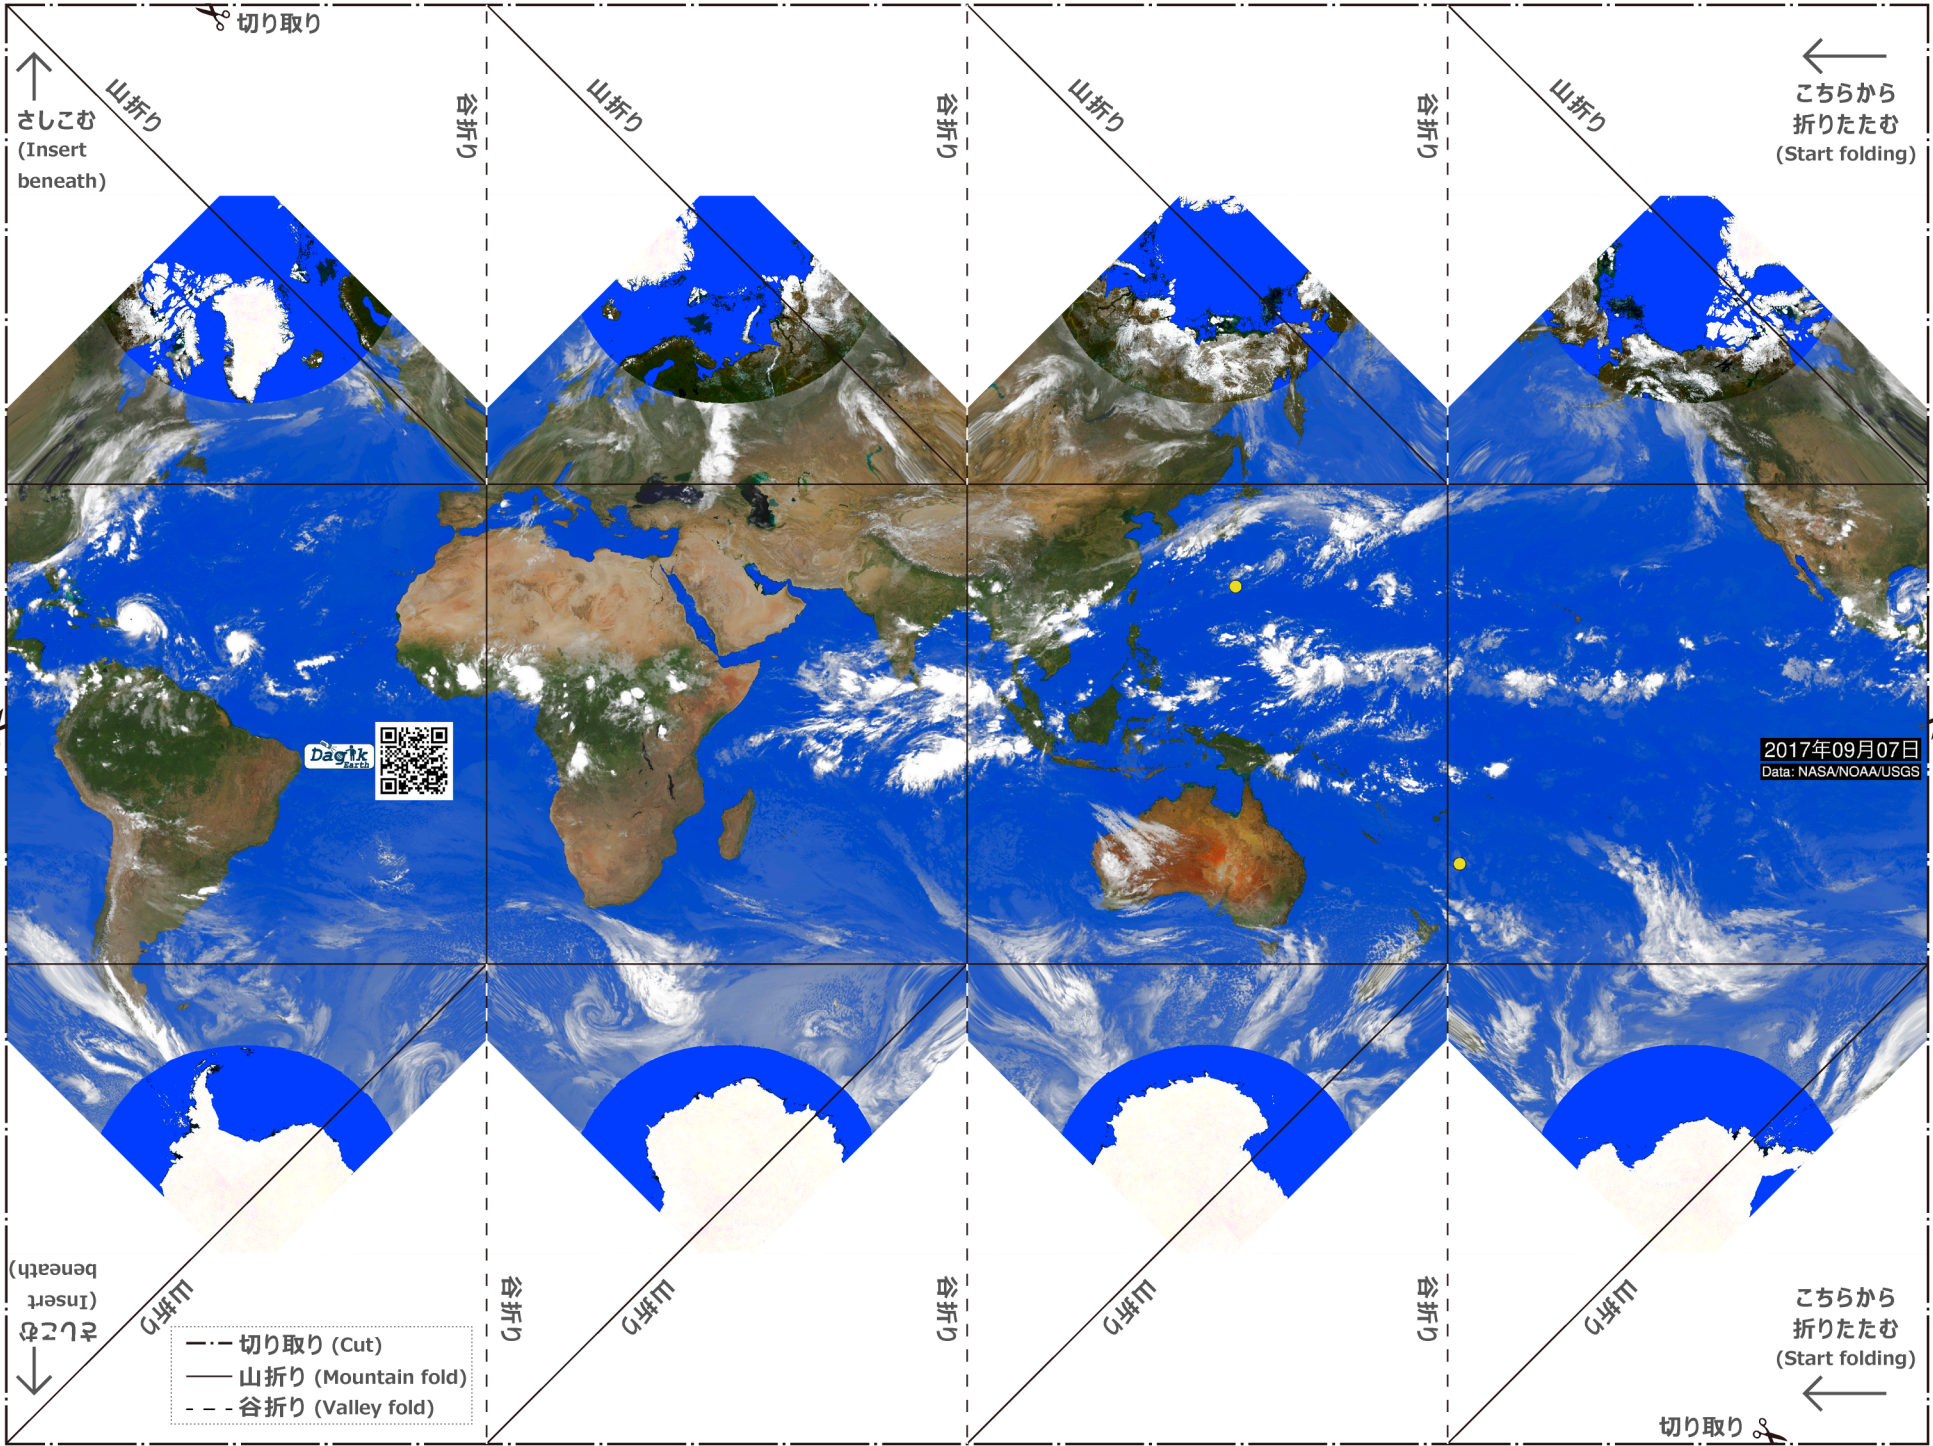 切り取り
山折り
谷折り
山折り
谷折り
山折り
谷折り
山折り
さしこむ
(Insert
beneath)
こちらから
折りたたむ
(Start folding)
Dagik
Earth
2017年09月07日
Data: NASA/NOAA/USGS
さしこむ
(Insert
beneath)
山折り
谷折り
山折り
谷折り
山折り
谷折り
山折り
こちらから
折りたたむ
(Start folding)
切り取り (Cut)
山折り (Mountain fold)
谷折り (Valley fold)
切り取り